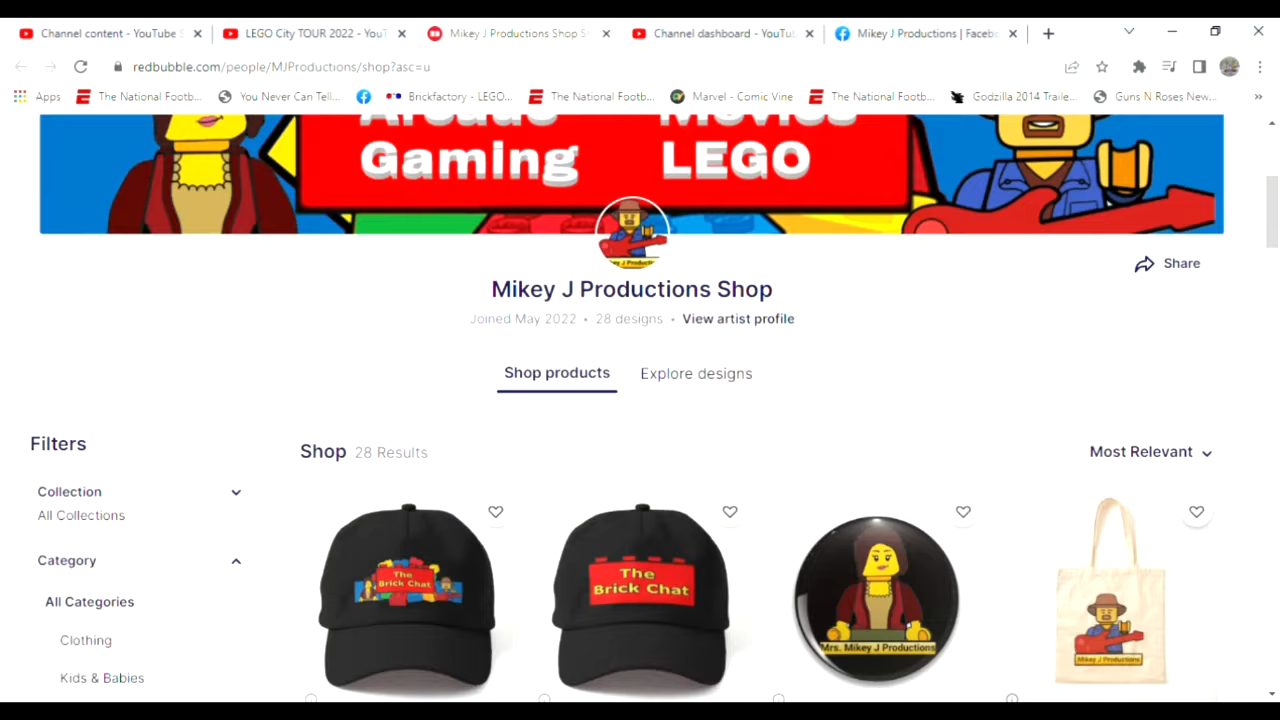 Channel content - YouTube S
LEGO City TOUR 2022 - YouT
Mikey J Productions Shop S
Channel dashboard - YouTu
Mikey J Productions | Facebo
redbubble.com/people/MJProductions/shop?asc=u
Apps
The National Footb...
You Never Can Tell...
Brickfactory - LEGO...
The National Footb...
Marvel - Comic Vine
The National Footb...
Godzilla 2014 Traile...
Guns N Roses New...
»
Arcade Movies
Gaming LEGO
Share
Mikey J Productions Shop
Joined May 2022 • 28 designs • View artist profile
Shop products Explore designs
Filters
Shop 28 Results
Most Relevant
Collection
All Collections
Category
All Categories
Clothing
Kids & Babies
The
Brick Chat
The
Brick Chat
Mrs. Mikey J Productions
Mikey J Productions